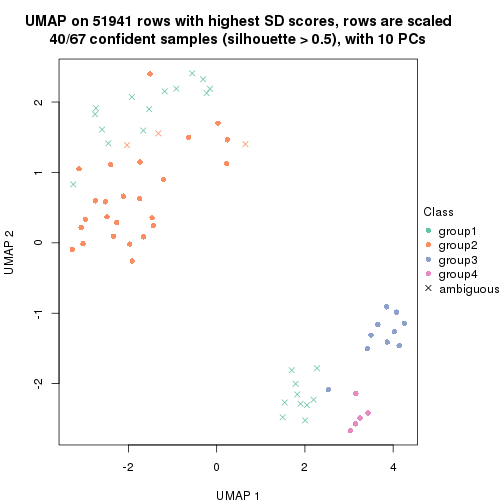 UMAP on 51941 rows with highest SD scores, rows are scaled
40/67 confident samples (silhouette > 0.5), with 10 PCs
2
1
0
-1
-2
UMAP 2
-2
0
2
4
UMAP 1
Class
group1
group2
group3
group4
ambiguous